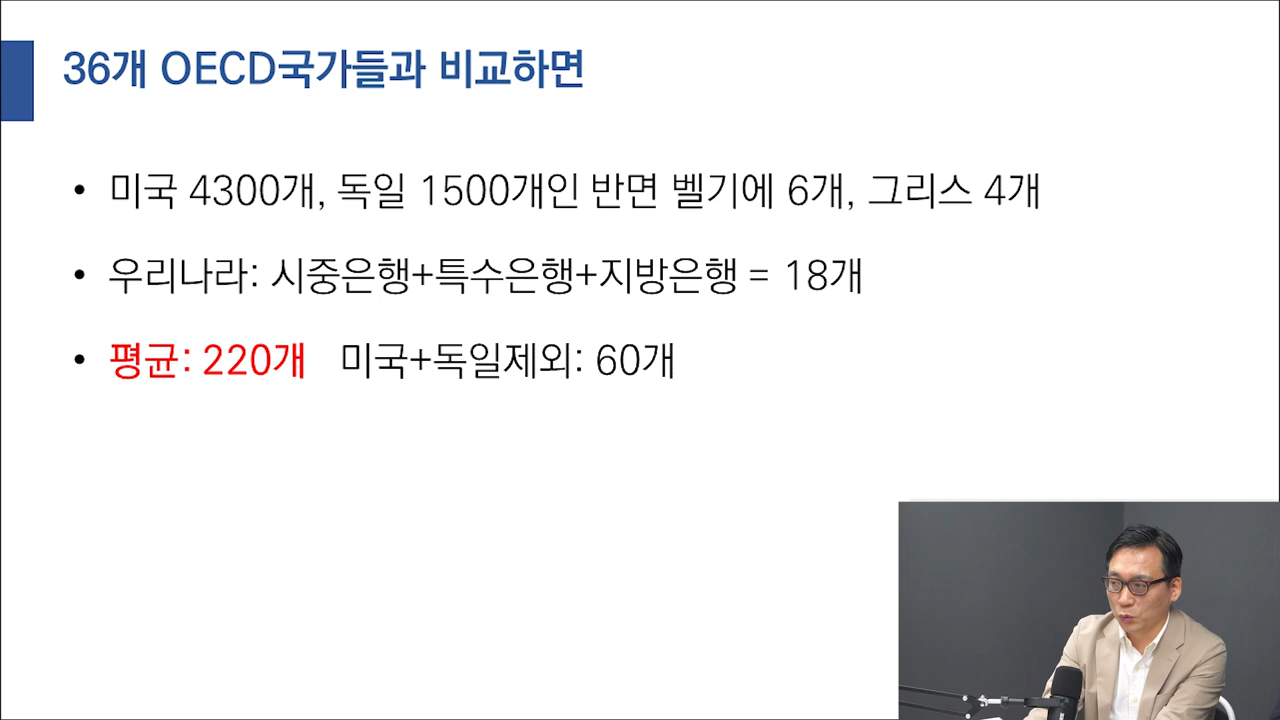 36개 OECD국가들과 비교하면
• 미국 4300개, 독일 1500개인 반면 벨기에 6개, 그리스 4개
• 우리나라: 시중은행+특수은행+지방은행 = 18개
• 평균: 220개 미국+독일제외: 60개